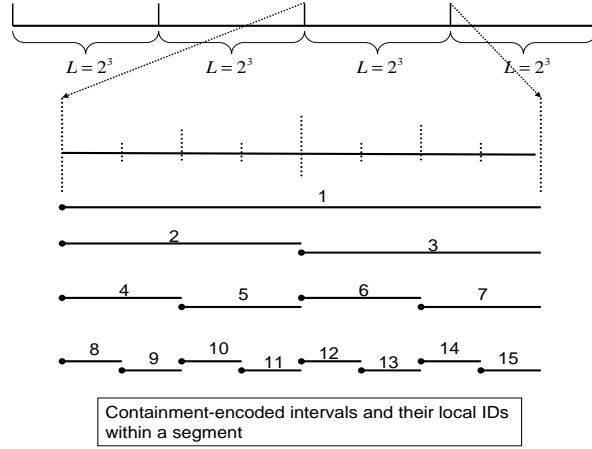 L = 2³ L = 2³ L = 2³ L = 2³
1
2 3
4 5 6 7
8 9 10 11 12 13 14 15
Containment-encoded intervals and their local IDs
within a segment